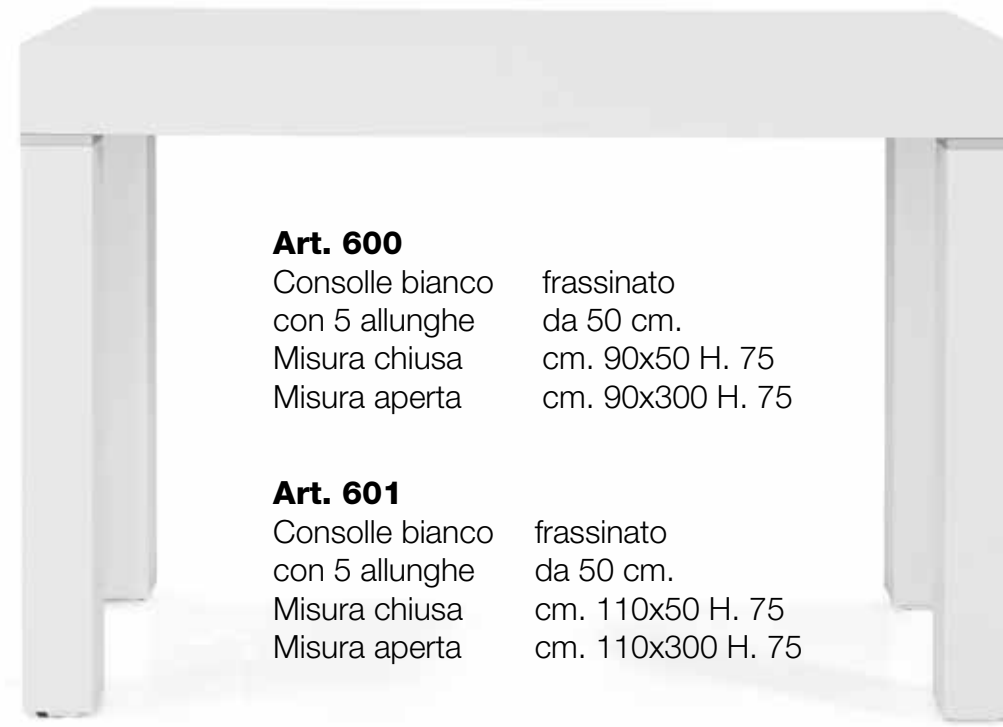 Art. 600
Consolle bianco frassinato
con 5 allunghe da 50 cm.
Misura chiusa cm. 90x50 H. 75
Misura aperta cm. 90x300 H. 75
Art. 601
Consolle bianco frassinato
con 5 allunghe da 50 cm.
Misura chiusa cm. 110x50 H. 75
Misura aperta cm. 110x300 H. 75